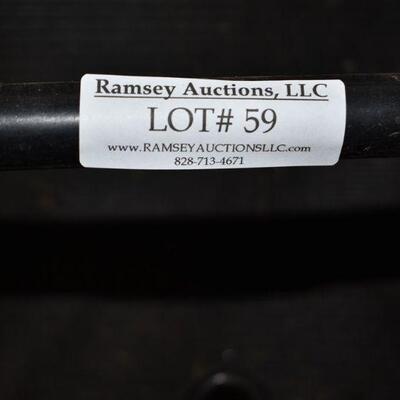 Ramsey Auctions, LLC
LOT# 59
www.RAMSEYAUCTIONSLLC.com
828-713-4671